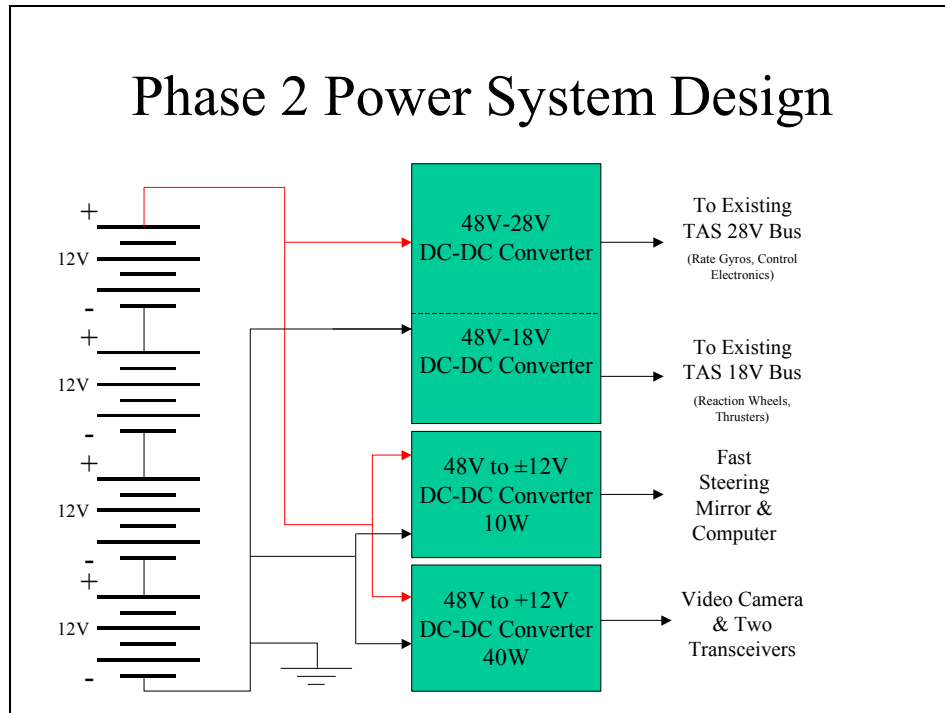 Phase 2 Power System Design
+
12V
-
+
12V
-
+
12V
-
+
12V
-
48V-28V
DC-DC Converter
48V-18V
DC-DC Converter
48V to ±12V
DC-DC Converter
10W
48V to +12V
DC-DC Converter
40W
To Existing
TAS 28V Bus
(Rate Gyros, Control
Electronics)
To Existing
TAS 18V Bus
(Reaction Wheels,
Thrusters)
Fast
Steering
Mirror &
Computer
Video Camera
& Two
Transceivers